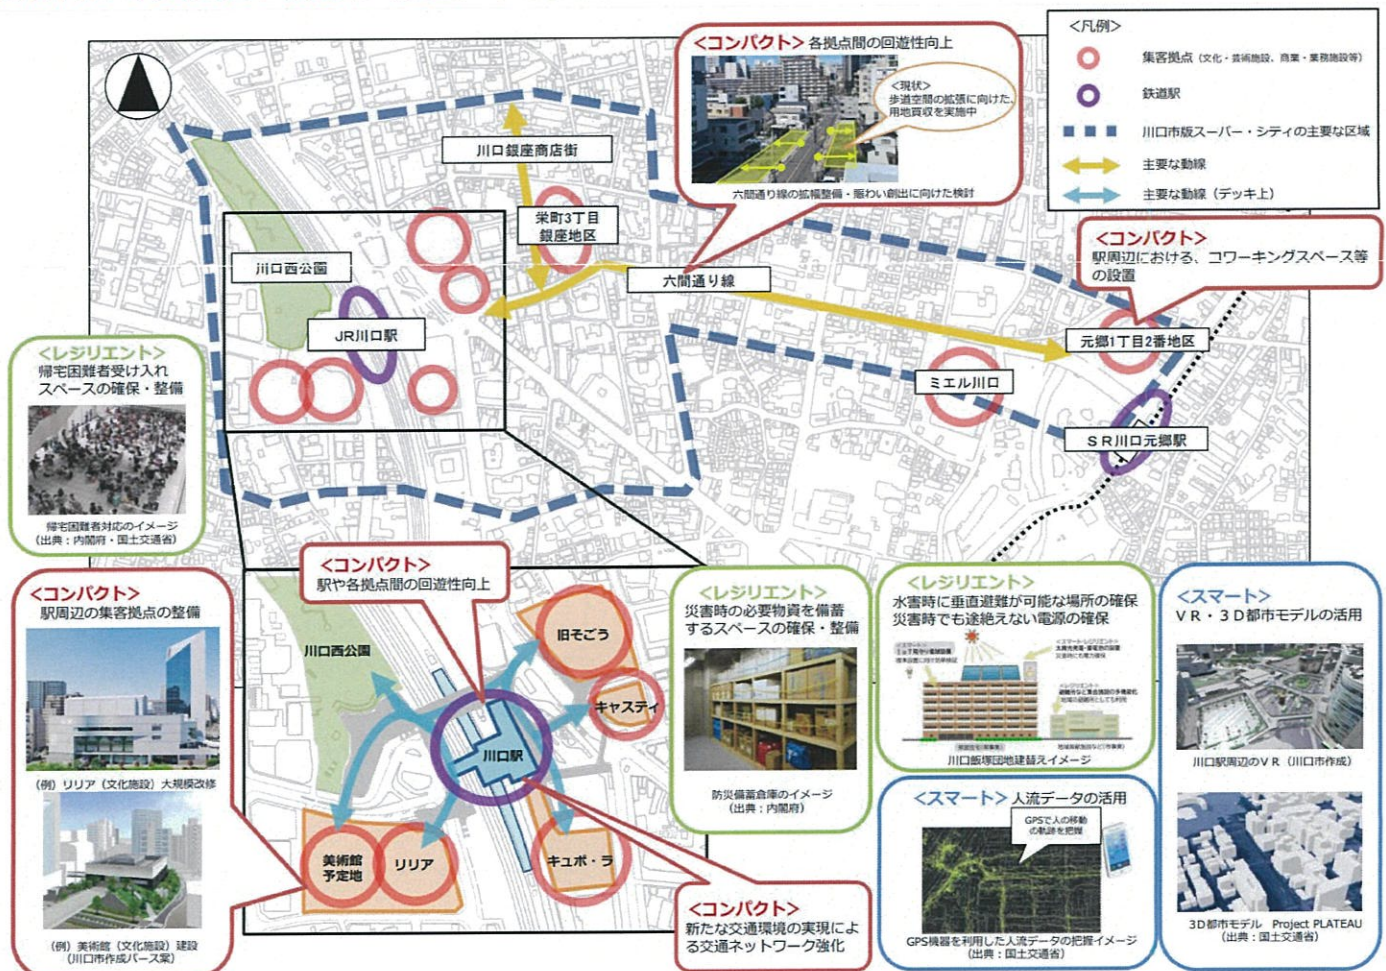 <コンパクト> 各拠点間の回遊性向上
<現状>
歩道空間の拡張に向けた、
用地買収を実施中
六間通り線の拡幅整備・賑わい創出に向けた検討
<凡例>
集客拠点（文化・芸術施設、商業・業務施設等）
鉄道駅
川口市版スーパー・シティの主要な区域
主要な動線
主要な動線（デッキ上）
川口銀座商店街
栄町3丁目
銀座地区
<コンパクト>
駅周辺における、コワーキングスペース等
の設置
川口西公園
六間通り線
JR川口駅
元郷1丁目2番地区
ミエル川口
SR川口元郷駅
<レジリエント>
帰宅困難者受け入れ
スペースの確保・整備
帰宅困難者対応のイメージ
（出典：内閣府・国土交通省）
<コンパクト>
駅周辺の集客拠点の整備
（例）リリア（文化施設）大規模改修
（例）美術館（文化施設）建設
（川口市作成パース案）
<コンパクト>
駅や各拠点間の回遊性向上
川口西公園
旧そごう
キャスティ
川口駅
美術館
予定地
リリア
キュポ・ラ
<コンパクト>
新たな交通環境の実現によ
る交通ネットワーク強化
<レジリエント>
災害時の必要物資を備蓄
するスペースの確保・整備
防災備蓄倉庫のイメージ
（出典：内閣府）
<レジリエント>
水害時に垂直避難が可能な場所の確保
災害時でも途絶えない電源の確保
川口飯塚団地建替えイメージ
<スマート> 人流データの活用
GPSで人の移動
の軌跡を把握
GPS機器を利用した人流データの把握イメージ
（出典：国土交通省）
<スマート>
VR・3D都市モデルの活用
川口駅周辺のVR（川口市作成）
3D都市モデル Project PLATEAU
（出典：国土交通省）